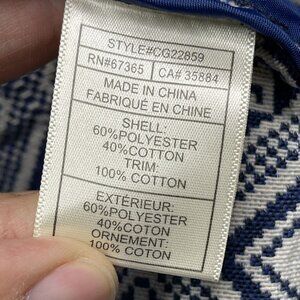 STYLE#CG22859
RN#67365 CA# 35884
MADE IN CHINA
FABRIQUÉ EN CHINE
SHELL:
60%POLYESTER
40%COTTON
TRIM:
100% COTTON
EXTÉRIEUR:
60%POLYESTER
40%COTON
ORNEMENT:
100% COTON